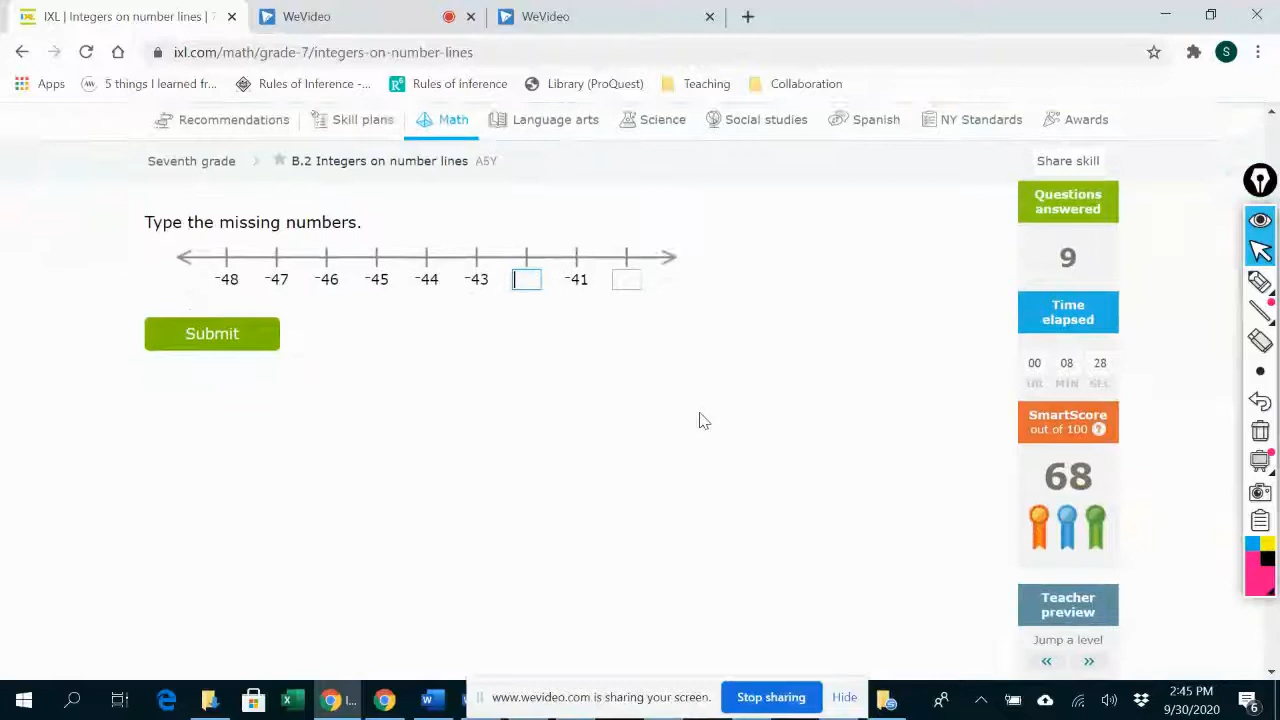 IXL | Integers on number lines |
WeVideo
WeVideo
ixl.com/math/grade-7/integers-on-number-lines
S
Apps
5 things I learned fr...
Rules of Inference -...
Rules of inference
Library (ProQuest)
Teaching
Collaboration
Recommendations
Skill plans
Math
Language arts
Science
Social studies
Spanish
NY Standards
Awards
Seventh grade > B.2 Integers on number lines A5Y
Share skill
Type the missing numbers.
-48 -47 -46 -45 -44 -43 -41
Submit
Questions answered
9
Time elapsed
00 08 28
HR MIN SEC
SmartScore
out of 100 ?
68
Teacher preview
Jump a level
www.wevideo.com is sharing your screen.
Stop sharing
Hide
2:45 PM
9/30/2020
6